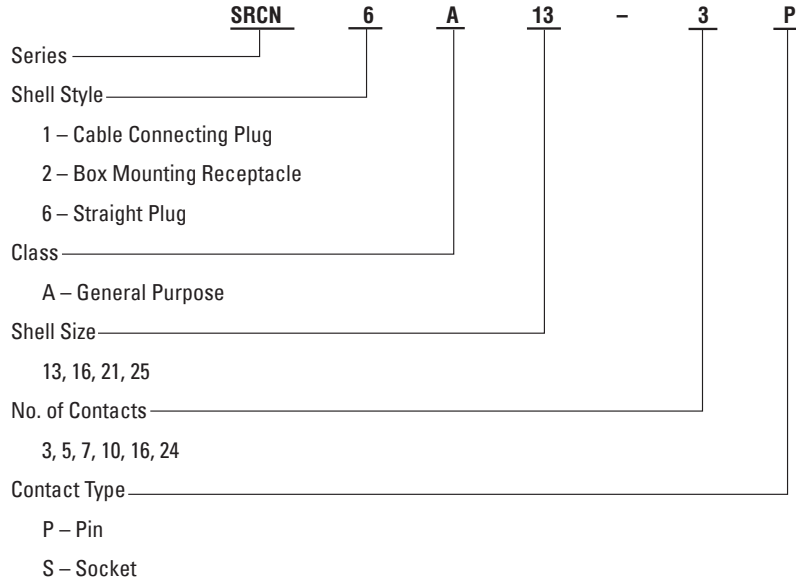 SRCN 6 A 13 – 3 P
Series
Shell Style
1 – Cable Connecting Plug
2 – Box Mounting Receptacle
6 – Straight Plug
Class
A – General Purpose
Shell Size
13, 16, 21, 25
No. of Contacts
3, 5, 7, 10, 16, 24
Contact Type
P – Pin
S – Socket